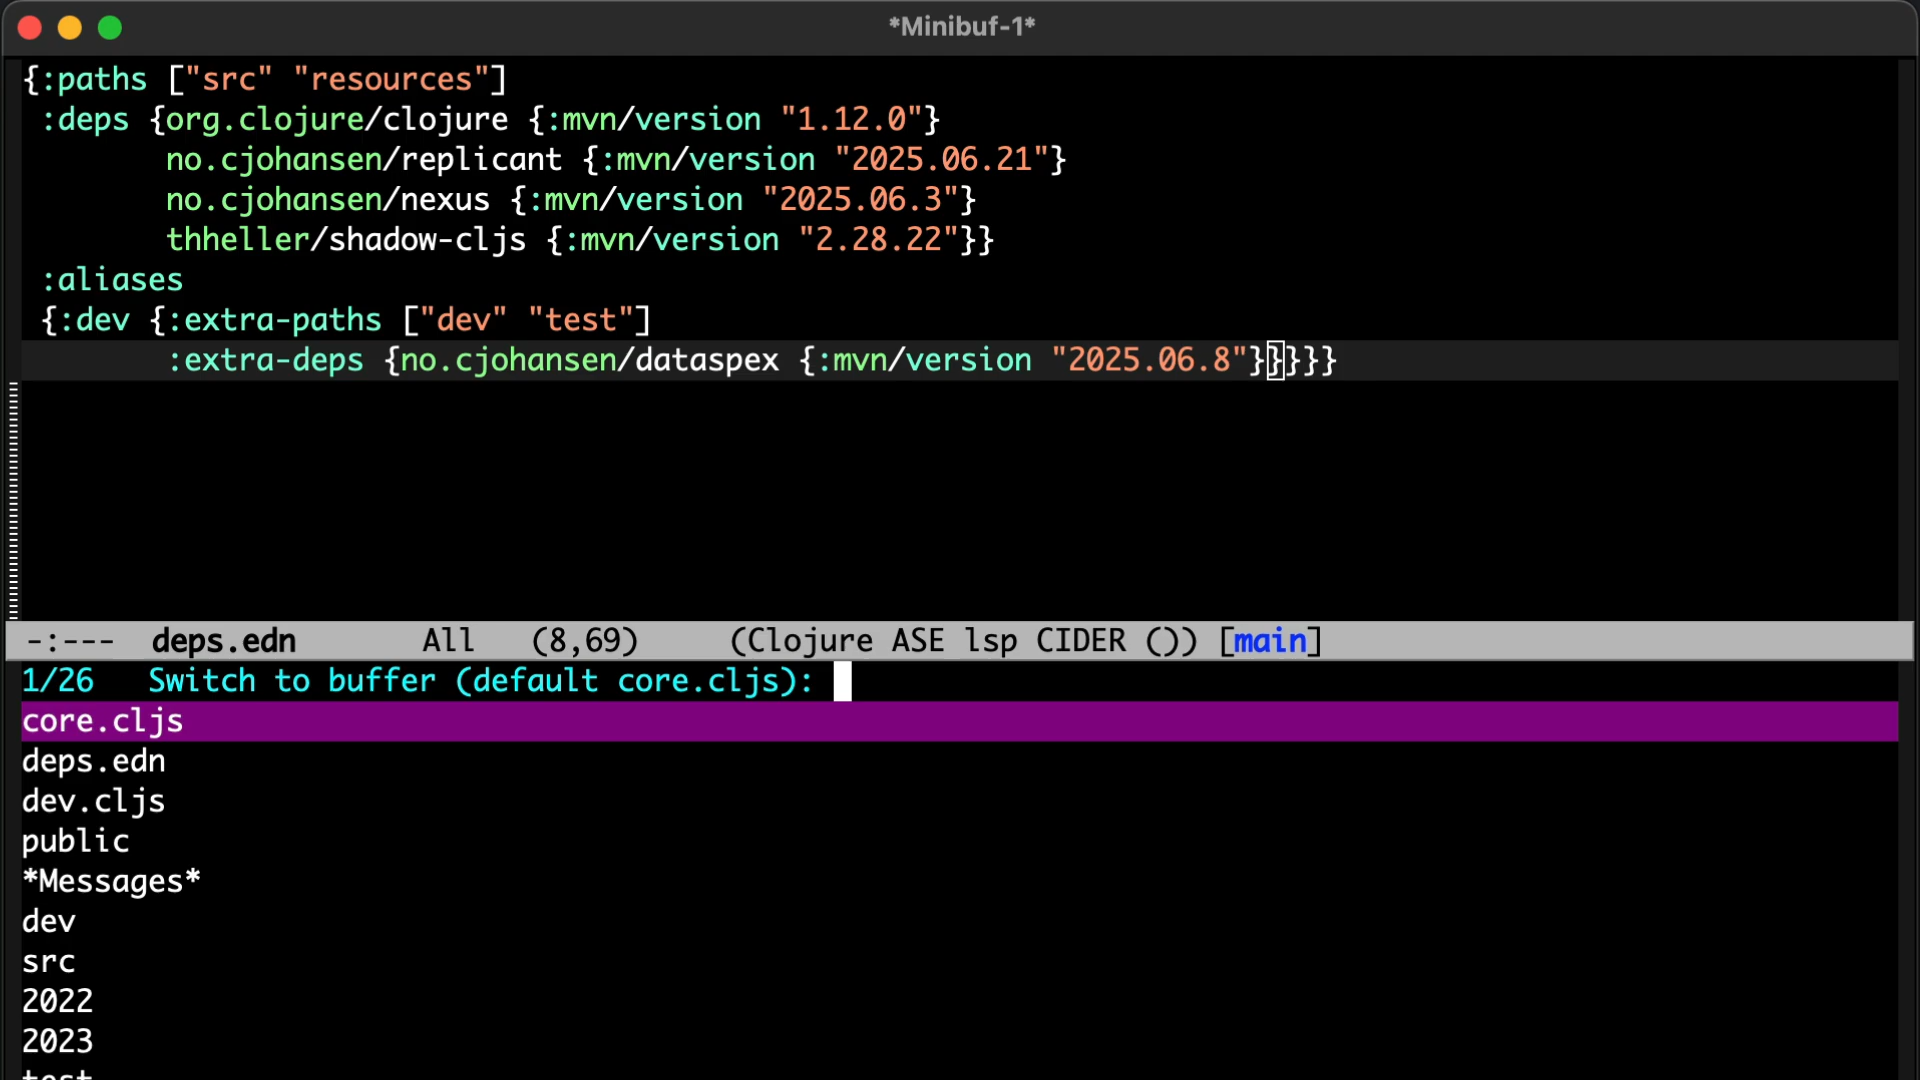 *Minibuf-1*
{:paths ["src" "resources"]
 :deps {org.clojure/clojure {:mvn/version "1.12.0"}
        no.cjohansen/replicant {:mvn/version "2025.06.21"}
        no.cjohansen/nexus {:mvn/version "2025.06.3"}
        thheller/shadow-cljs {:mvn/version "2.28.22"}}
 :aliases
 {:dev {:extra-paths ["dev" "test"]
        :extra-deps {no.cjohansen/dataspex {:mvn/version "2025.06.8"}}}}}
-:--- deps.edn All (8,69) (Clojure ASE lsp CIDER ()) [main]
1/26 Switch to buffer (default core.cljs):
core.cljs
deps.edn
dev.cljs
public
*Messages*
dev
src
2022
2023
test